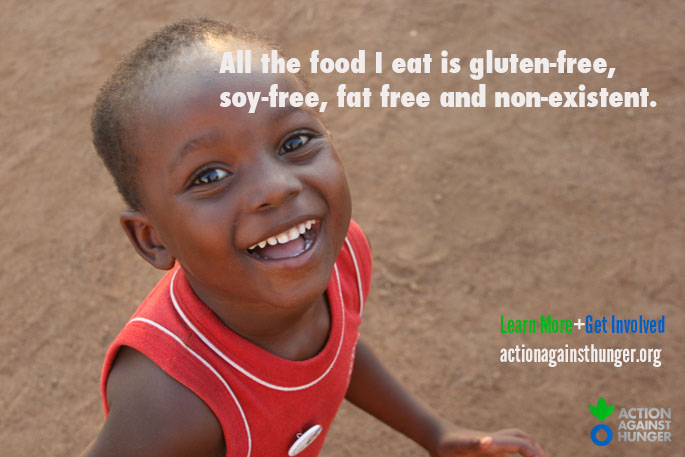 All the food I eat is gluten-free,
soy-free, fat free and non-existent.
Learn More+Get Involved
actionagainsthunger.org
ACTION
AGAINST
HUNGER